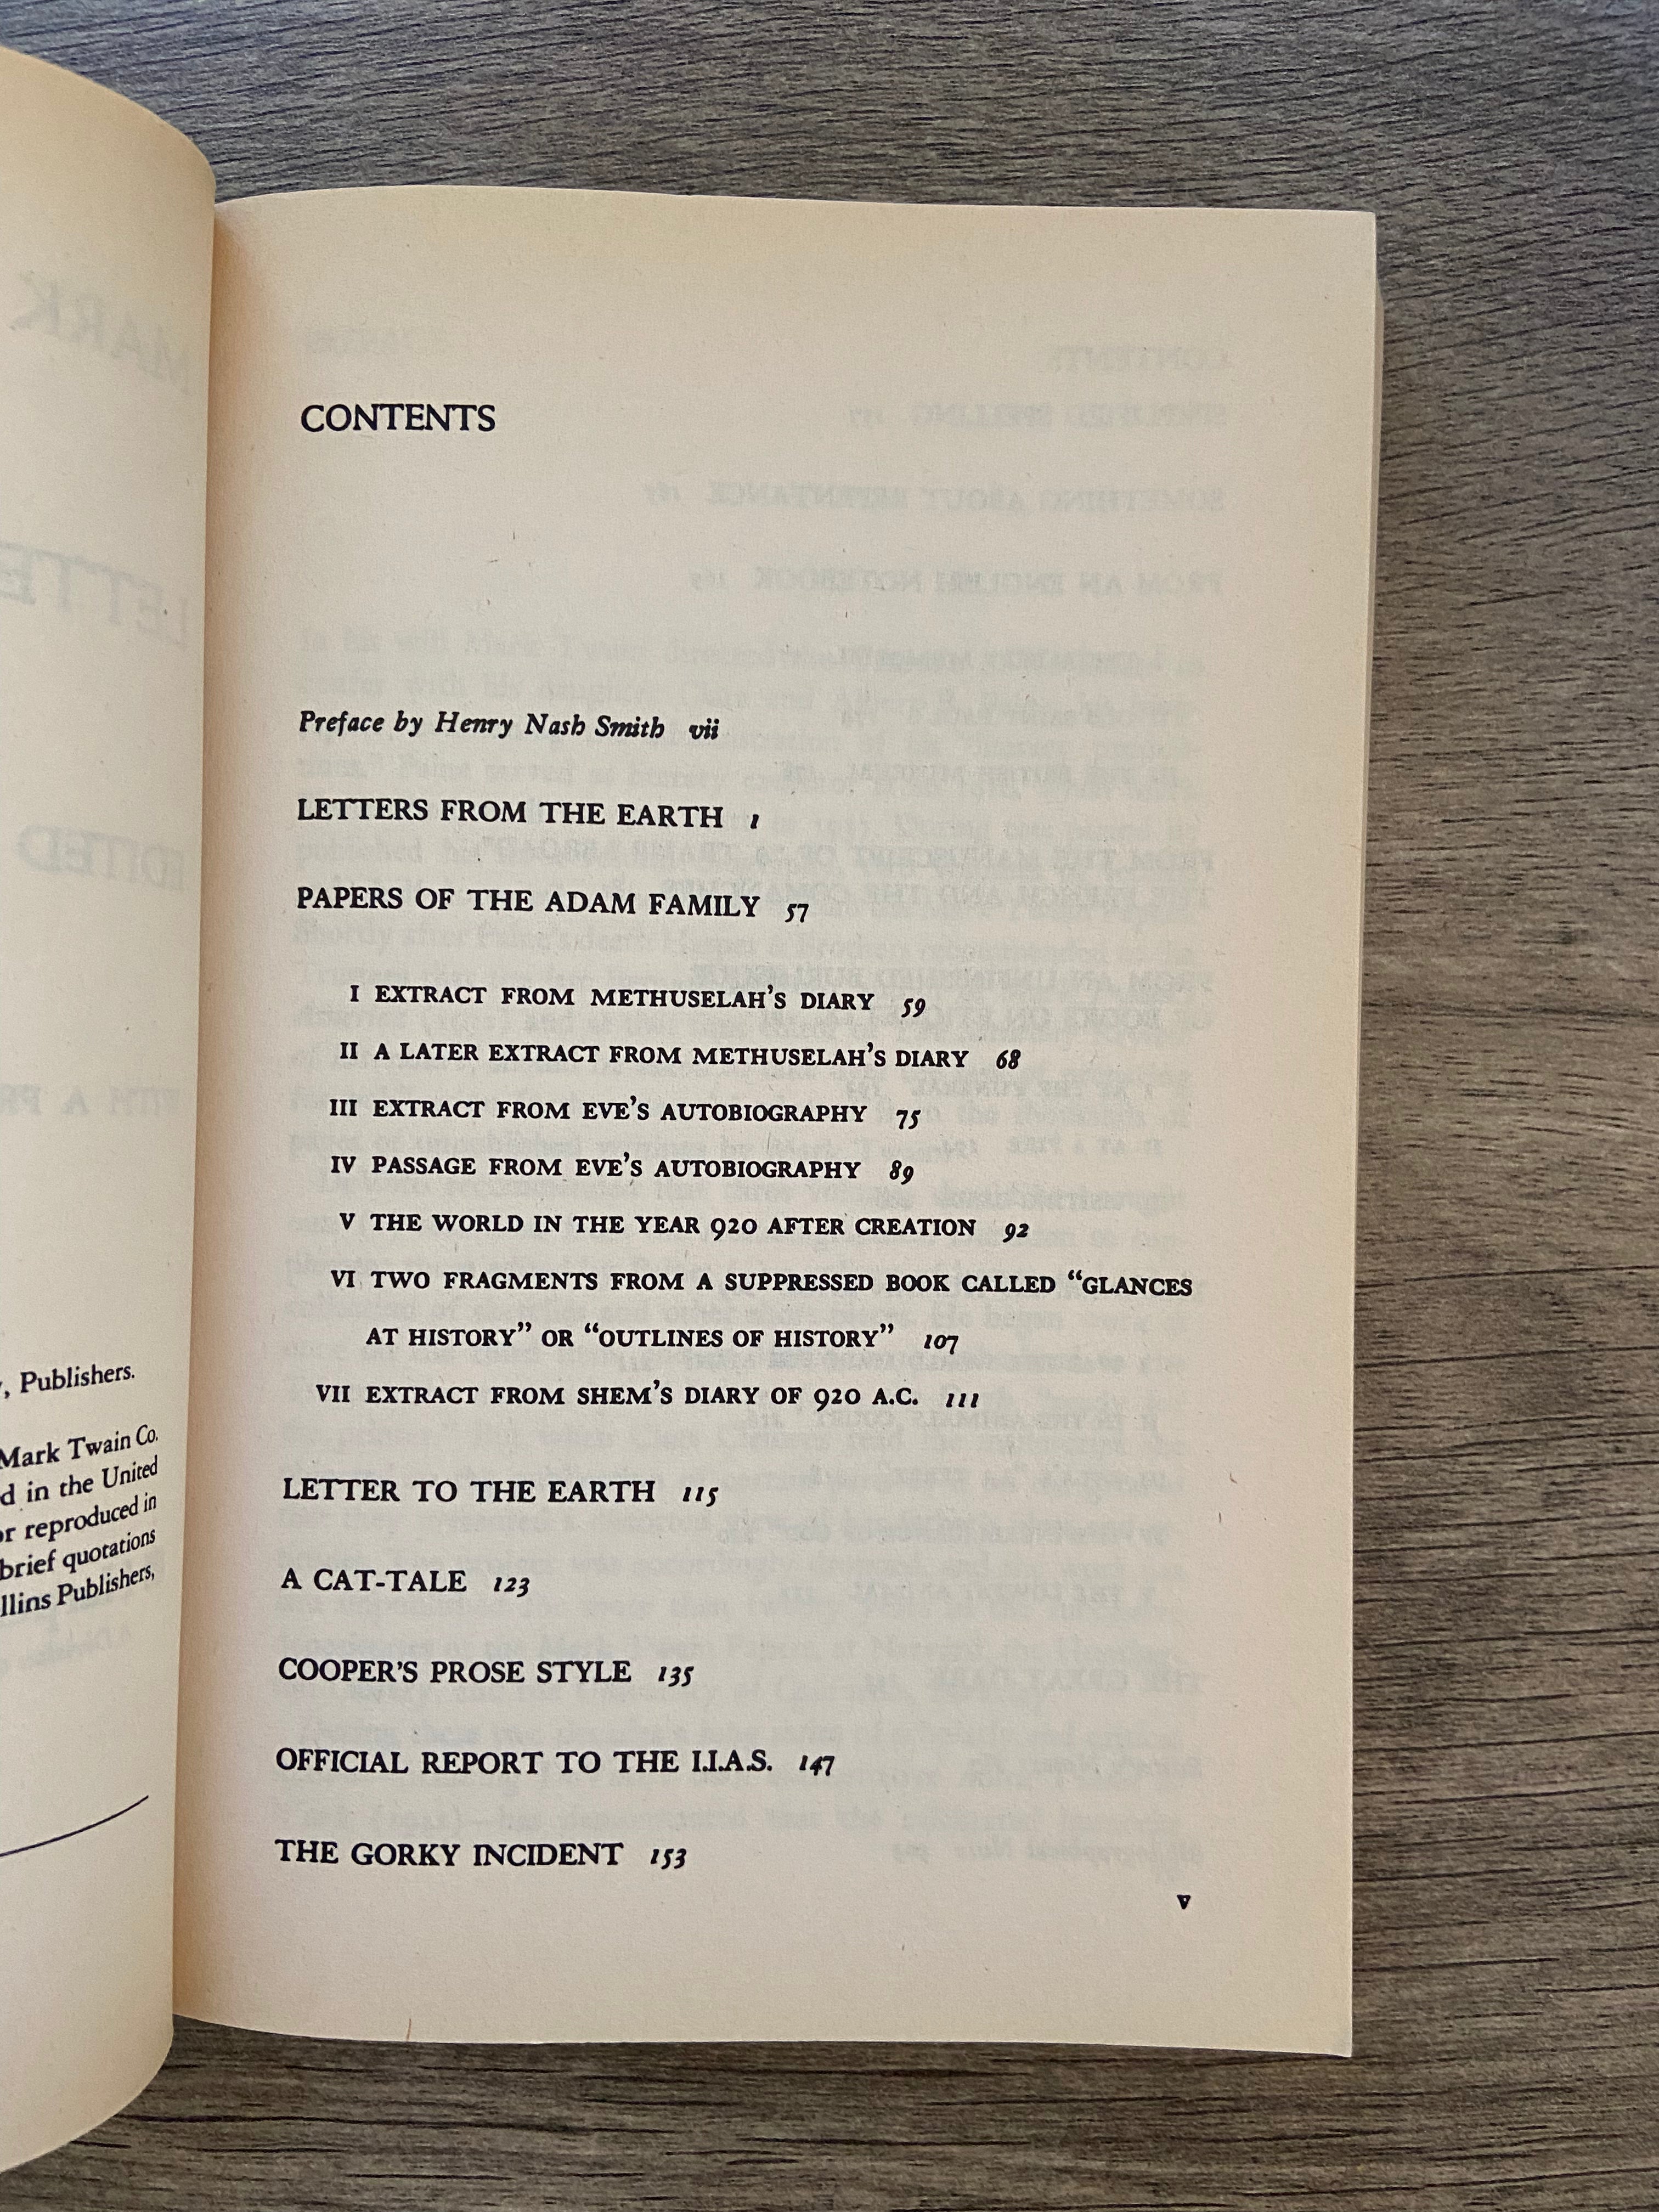 , Publishers.
Mark Twain Co.
d in the United
or reproduced in
brief quotations
llins Publishers,
CONTENTS
Preface by Henry Nash Smith vii
LETTERS FROM THE EARTH 1
PAPERS OF THE ADAM FAMILY 57
I EXTRACT FROM METHUSELAH'S DIARY 59
II A LATER EXTRACT FROM METHUSELAH'S DIARY 68
III EXTRACT FROM EVE'S AUTOBIOGRAPHY 75
IV PASSAGE FROM EVE'S AUTOBIOGRAPHY 89
V THE WORLD IN THE YEAR 920 AFTER CREATION 92
VI TWO FRAGMENTS FROM A SUPPRESSED BOOK CALLED "GLANCES
AT HISTORY" OR "OUTLINES OF HISTORY" 107
VII EXTRACT FROM SHEM'S DIARY OF 920 A.C. 111
LETTER TO THE EARTH 115
A CAT-TALE 123
COOPER'S PROSE STYLE 135
OFFICIAL REPORT TO THE I.I.A.S. 147
THE GORKY INCIDENT 153
v